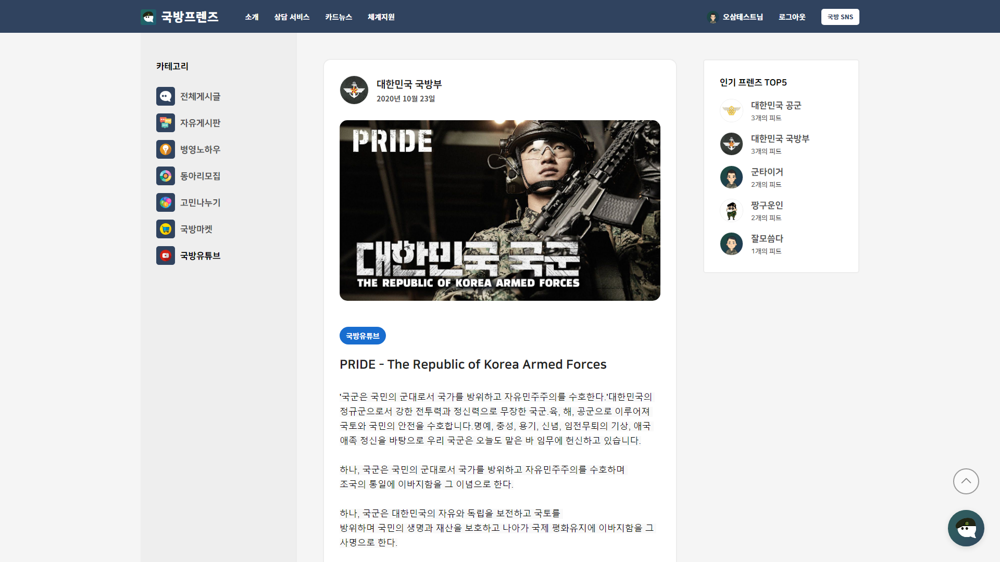 국방프렌즈
소개
상담 서비스
카드뉴스
체계지원
오삼테스트님
로그아웃
국방 SNS
카테고리
전체게시글
자유게시판
병영노하우
동아리모집
고민나누기
국방마켓
국방유튜브
대한민국 국방부
2020년 10월 23일
PRIDE
대한민국 국군
THE REPUBLIC OF KOREA ARMED FORCES
국방유튜브
PRIDE - The Republic of Korea Armed Forces
'국군은 국민의 군대로서 국가를 방위하고 자유민주주의를 수호한다.'대한민국의
정규군으로서 강한 전투력과 정신력으로 무장한 국군.육, 해, 공군으로 이루어져
국토와 국민의 안전을 수호합니다.명예, 충성, 용기, 신념, 임전무퇴의 기상, 애국
애족 정신을 바탕으로 우리 국군은 오늘도 맡은 바 임무에 헌신하고 있습니다.
하나, 국군은 국민의 군대로서 국가를 방위하고 자유민주주의를 수호하며
조국의 통일에 이바지함을 그 이념으로 한다.
하나, 국군은 대한민국의 자유와 독립을 보전하고 국토를
방위하며 국민의 생명과 재산을 보호하고 나아가 국제 평화유지에 이바지함을 그
사명으로 한다.
인기 프렌즈 TOP5
대한민국 공군
3개의 피드
대한민국 국방부
3개의 피드
군타이거
2개의 피드
짱구운인
2개의 피드
잘모씀다
1개의 피드